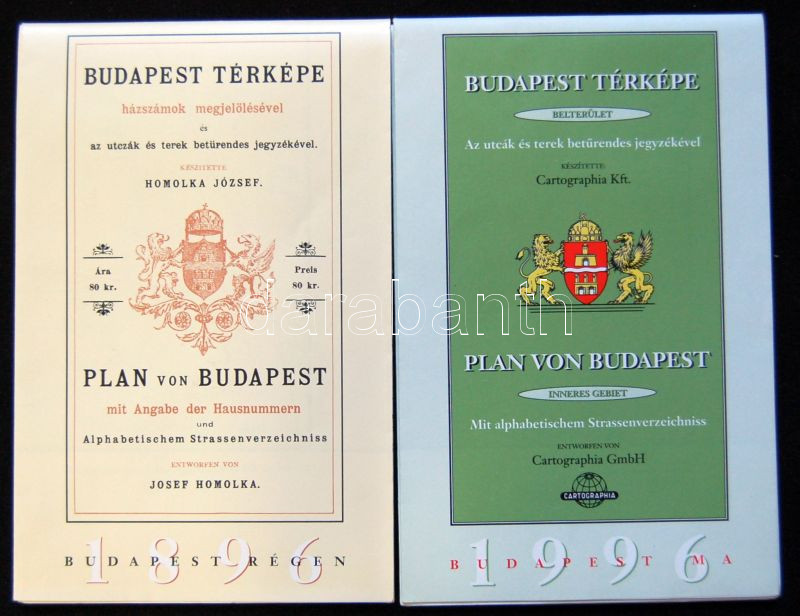 BUDAPEST TÉRKÉPE
házszámok megjelölésével
és
az utczák és terek betürendes jegyzékével.
KÉSZÍTETTE
HOMOLKA JÓZSEF.
Ára
80 kr.
Preis
80 kr.
PLAN VON BUDAPEST
mit Angabe der Hausnummern
und
Alphabetischem Strassenverzeichniss
ENTWORFEN VON
JOSEF HOMOLKA.
1896
BUDAPEST RÉGEN
BUDAPEST TÉRKÉPE
BELTERÜLET
Az utcák és terek betűrendes jegyzékével
KÉSZÍTETTE:
Cartographia Kft.
PLAN VON BUDAPEST
INNERES GEBIET
Mit alphabetischem Strassenverzeichniss
ENTWORFEN VON
Cartographia GmbH
CARTOGRAPHIA
1996
BUDAPEST MA
darabanth